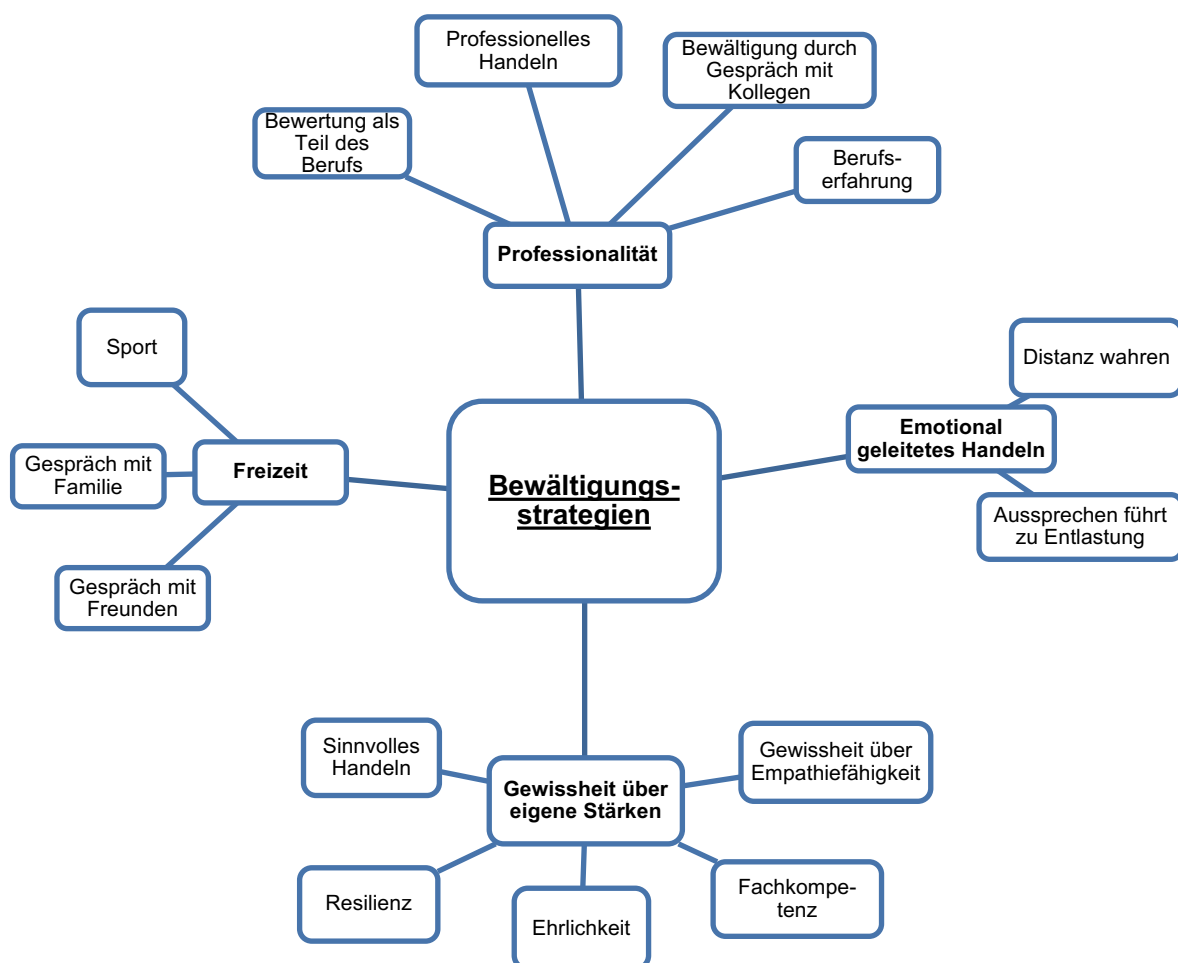 Professionelles
Handeln
Bewältigung durch
Gespräch mit
Kollegen
Bewertung als
Teil des
Berufs
Berufs-
erfahrung
Professionalität
Sport
Distanz wahren
Gespräch mit
Familie
Freizeit
Emotional
geleitetes Handeln
Bewältigungs-
strategien
Aussprechen führt
zu Entlastung
Gespräch mit
Freunden
Sinnvolles
Handeln
Gewissheit über
Empathiefähigkeit
Gewissheit über
eigene Stärken
Resilienz
Ehrlichkeit
Fachkompe-
tenz